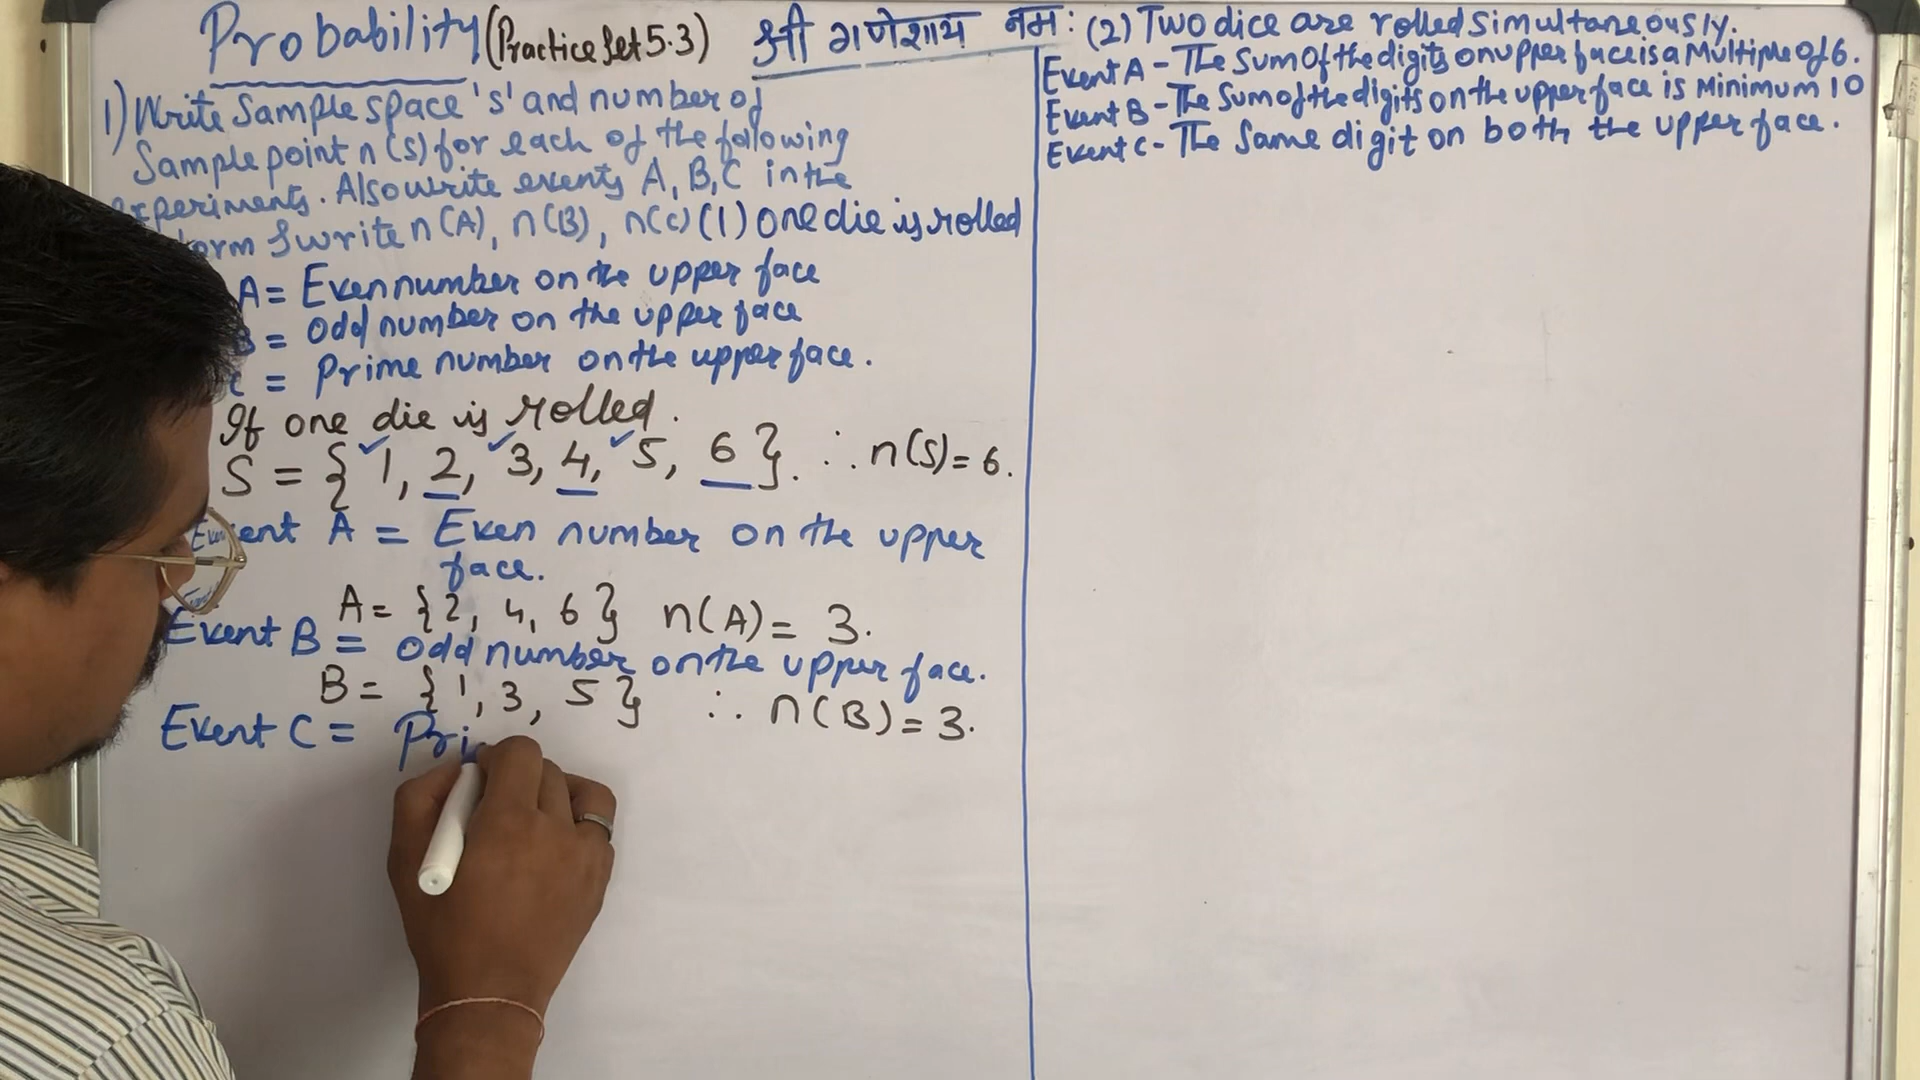 Probability (Practice Set 5.3) श्री गणेशाय नमः
1) Write Sample space 's' and number of
Sample point n(s) for each of the following
experiments. Also write events A, B, C in the
form & write n(A), n(B), n(c) (1) one die is rolled
A = Even number on the upper face
B = Odd number on the upper face
C = Prime number on the upper face.
If one die is rolled.
S = { 1, 2, 3, 4, 5, 6 }. ∴ n(S) = 6.
Event A = Even number on the upper
face.
A = {2, 4, 6} n(A) = 3.
Event B = odd number on the upper face.
B = {1, 3, 5} ∴ n(B) = 3.
Event C = Pri
(2) Two dice are rolled simultaneously.
Event A - The Sum Of the digits on upper face is a Multiple of 6.
Event B - The Sum of the digits on the upper face is Minimum 10
Event C - The Same digit on both the upper face.